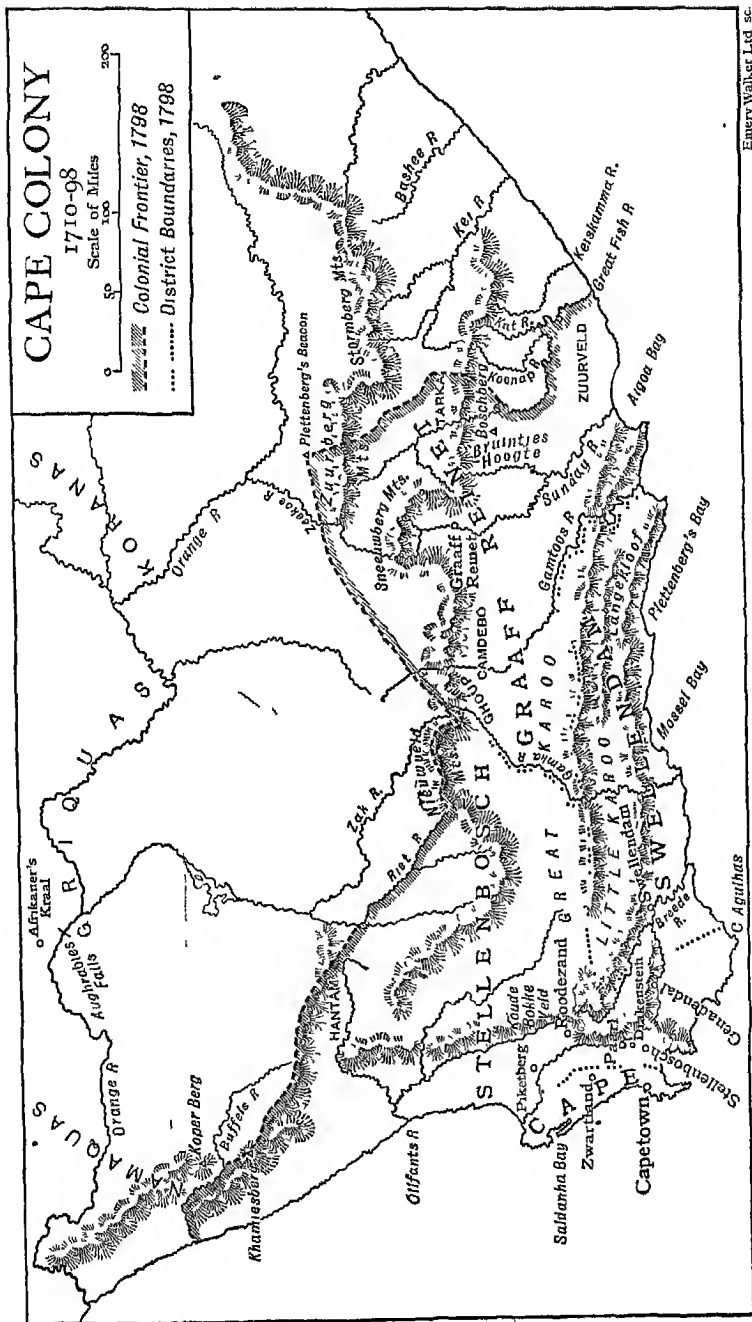 CAPE COLONY
1710-98
Scale of Miles
0 50 100 200
Colonial Frontier, 1798
District Boundaries, 1798
KORANAS
GRIQUAS
NAMAQUAS
Afrikaner's
Kraal
Aughrabies
Falls
Orange R
Orange R
Koper Berg
Buffels R
Khamiesberg
HANTAM
Zak R
Rist R
Nieuwveld
Mts.
Olifants R
STELLENBOSCH
Koude
Bokke
Veld
Roodezand
Piketberg
Saldanha Bay
CAPE
Zwartland
Paarl
Drakenstein
Capetown
Stellenbosch
Genadendal
C Agulhas
Breede
R.
Swellendam
SWELLENDAM
LITTLE KAROO
GREAT KAROO
Gamka
R
GHOUP
CAMDEBO
GRAAFF REINET
Graaff
Reinet
Sneeuwberg Mts.
Zeekoe R
Plettenberg's Beacon
Zuurberg
Mts.
Stormberg Mts.
TARKA
Boschberg
Bruintjes
Hoogte
Sunday R
Gamtoos R
Langekloof
Mossel Bay
Plettenberg's Bay
Algoa Bay
ZUURVELD
Koonap R
Kat R
Great Fish R
Keiskamma R.
Kei R
Bashee R
Emery Walker Ltd sc.